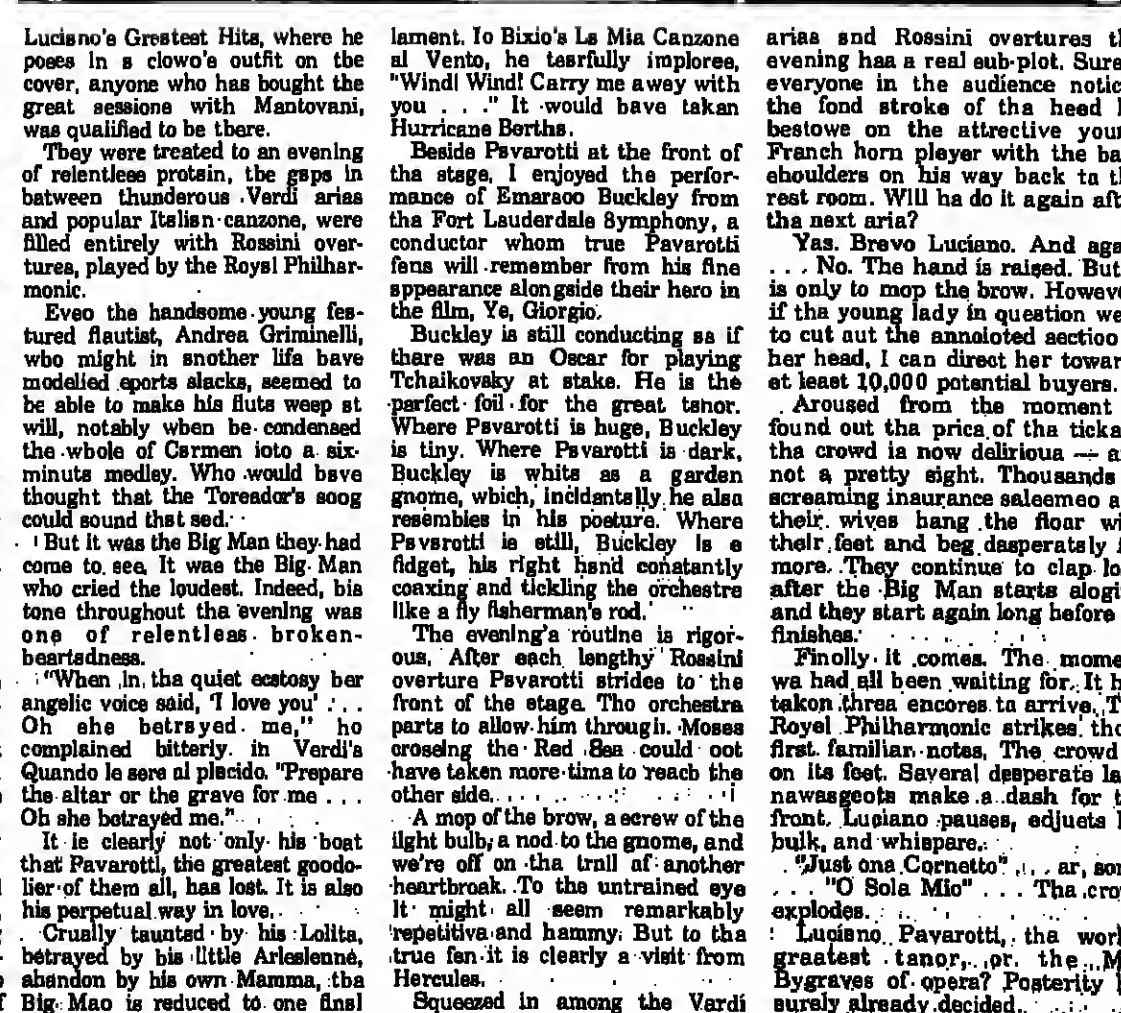 Luciano's Greatest Hits, where he
poses in a clown's outfit on the
cover, anyone who has bought the
great sessions with Mantovani,
was qualified to be there.
They were treated to an evening
of relentless protein, the gaps in
between thunderous Verdi arias
and popular Italian canzone, were
filled entirely with Rossini over-
tures, played by the Royal Philhar-
monic.
Even the handsome young fea-
tured flautist, Andrea Griminelli,
who might in another life have
modelled sports slacks, seemed to
be able to make his flute weep at
will, notably when he condensed
the whole of Carmen into a six-
minute medley. Who would have
thought that the Toreador's song
could sound that sad.
But it was the Big Man they had
come to see. It was the Big Man
who cried the loudest. Indeed, his
tone throughout the evening was
one of relentless broken-
heartedness.
"When in the quiet ecstasy her
angelic voice said, 'I love you' . . .
Oh she betrayed me," he
complained bitterly in Verdi's
Quando le sere al placido. "Prepare
the altar or the grave for me . . .
Oh she betrayed me."
It is clearly not only his boat
that Pavarotti, the greatest gondo-
lier of them all, has lost. It is also
his perpetual way in love.
Cruelly taunted by his Lolita,
betrayed by his little Arlesienne,
abandon by his own Mamma, the
Big Man is reduced to one final
lament. In Bixio's La Mia Canzone
al Vento, he tearfully implores,
"Wind! Wind! Carry me away with
you . . ." It would have taken
Hurricane Bertha.
Beside Pavarotti at the front of
the stage, I enjoyed the perfor-
mance of Emerson Buckley from
the Fort Lauderdale Symphony, a
conductor whom true Pavarotti
fans will remember from his fine
appearance alongside their hero in
the film, Yes, Giorgio.
Buckley is still conducting as if
there was an Oscar for playing
Tchaikovsky at stake. He is the
perfect foil for the great tenor.
Where Pavarotti is huge, Buckley
is tiny. Where Pavarotti is dark,
Buckley is white as a garden
gnome, which, incidentally he also
resembles in his posture. Where
Pavarotti is still, Buckley is a
fidget, his right hand constantly
coaxing and tickling the orchestra
like a fly fisherman's rod.
The evening's routine is rigor-
ous. After each lengthy Rossini
overture Pavarotti strides to the
front of the stage. The orchestra
parts to allow him through. Moses
crossing the Red Sea could not
have taken more time to reach the
other side.
A mop of the brow, a screw of the
light bulb, a nod to the gnome, and
we're off on the trail of another
heartbreak. To the untrained eye
it might all seem remarkably
repetitive and hammy. But to the
true fan it is clearly a visit from
Hercules.
Squeezed in among the Verdi
arias and Rossini overtures th
evening has a real sub-plot. Sure
everyone in the audience notic
the fond stroke of the head
bestows on the attractive youn
French horn player with the ba
shoulders on his way back to th
rest room. Will he do it again aft
the next aria?
Yes. Bravo Luciano. And aga
. . . No. The hand is raised. But
is only to mop the brow. Howeve
if the young lady in question we
to cut out the annointed section
her head, I can direct her towar
at least 10,000 potential buyers.
Aroused from the moment
found out the price of the ticke
the crowd is now delirious — a
not a pretty sight. Thousands
screaming insurance salesmen a
their wives bang the floor wi
their feet and beg desperately
more. They continue to clap lo
after the Big Man starts singi
and they start again long before
finishes.
Finally it comes. The mome
we had all been waiting for. It h
taken three encores to arrive. T
Royal Philharmonic strikes tho
first familiar notes. The crowd
on its feet. Several desperate la
nawasgeots make a dash for t
front. Luciano pauses, adjusts
bulk, and whispers.
"Just one Cornetto" . . . er, sor
. . . "O Sole Mio" . . . The crow
explodes.
Luciano Pavarotti, the worl
greatest tenor, or the M
Bygraves of opera? Posterity
surely already decided.